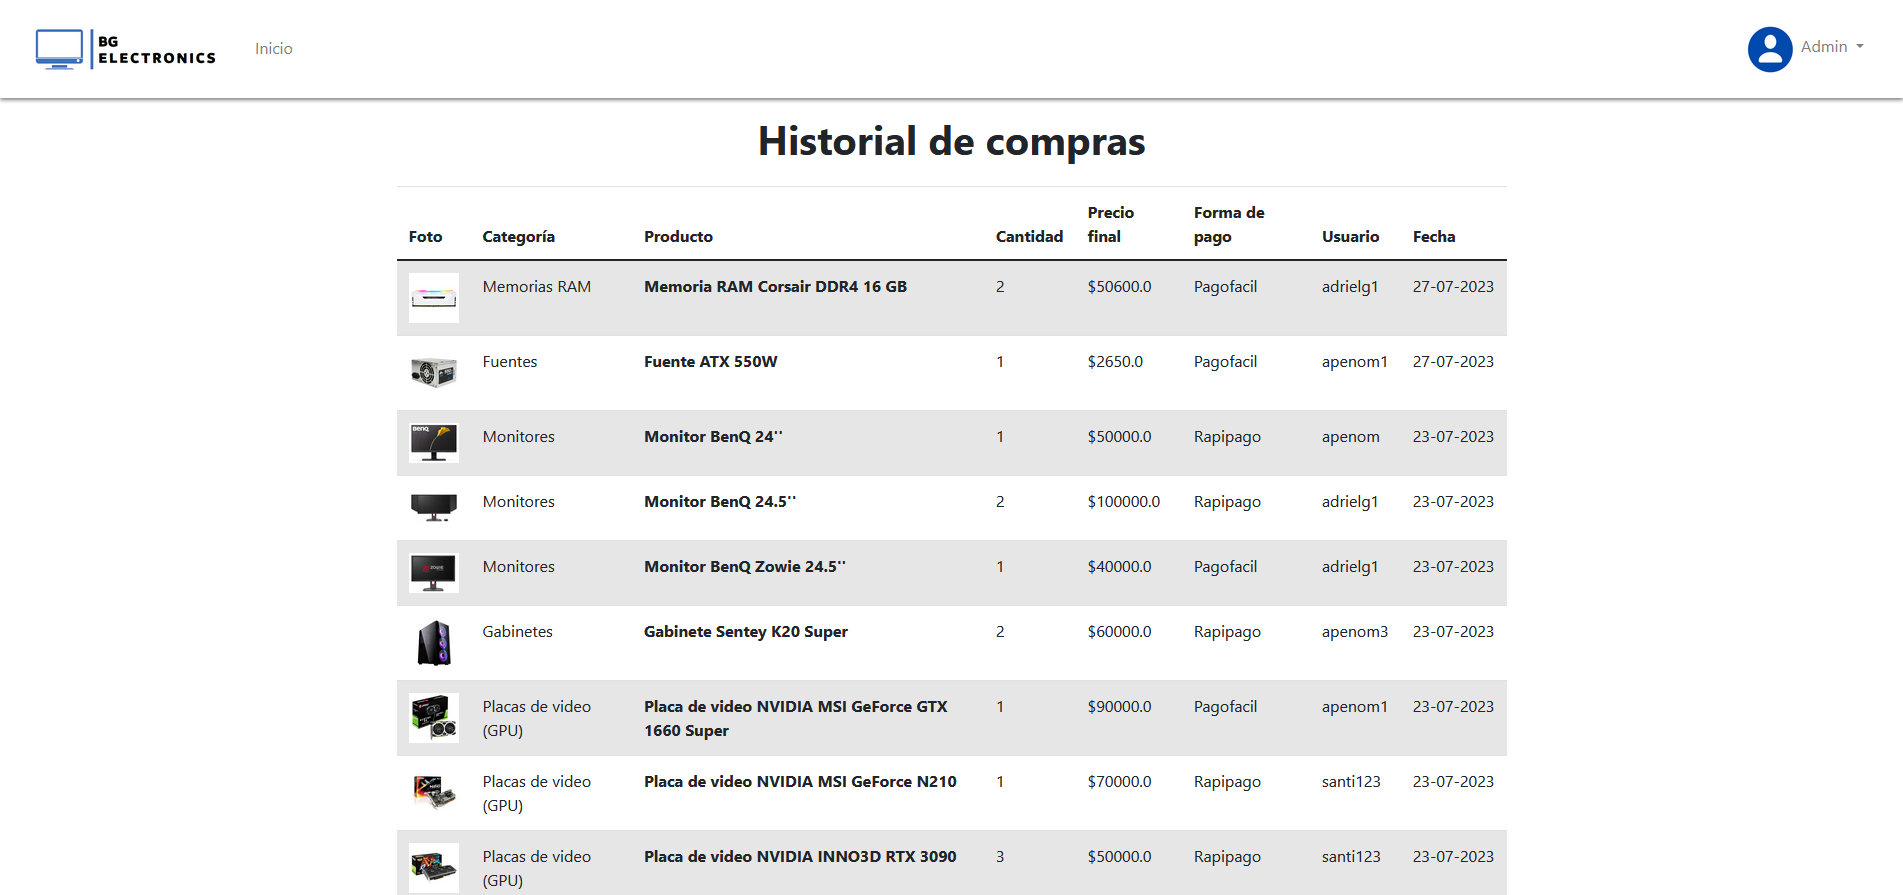 BG
ELECTRONICS
Inicio
Admin
Historial de compras
Foto Categoría Producto Cantidad Precio final Forma de pago Usuario Fecha
Memorias RAM Memoria RAM Corsair DDR4 16 GB 2 $50600.0 Pagofacil adrielg1 27-07-2023
Fuentes Fuente ATX 550W 1 $2650.0 Pagofacil apenom1 27-07-2023
BenQ Monitores Monitor BenQ 24'' 1 $50000.0 Rapipago apenom 23-07-2023
Monitores Monitor BenQ 24.5'' 2 $100000.0 Rapipago adrielg1 23-07-2023
ZOWIE Monitores Monitor BenQ Zowie 24.5'' 1 $40000.0 Pagofacil adrielg1 23-07-2023
Gabinetes Gabinete Sentey K20 Super 2 $60000.0 Rapipago apenom3 23-07-2023
Placas de video (GPU) Placa de video NVIDIA MSI GeForce GTX 1660 Super 1 $90000.0 Pagofacil apenom1 23-07-2023
Placas de video (GPU) Placa de video NVIDIA MSI GeForce N210 1 $70000.0 Rapipago santi123 23-07-2023
Placas de video (GPU) Placa de video NVIDIA INNO3D RTX 3090 3 $50000.0 Rapipago santi123 23-07-2023